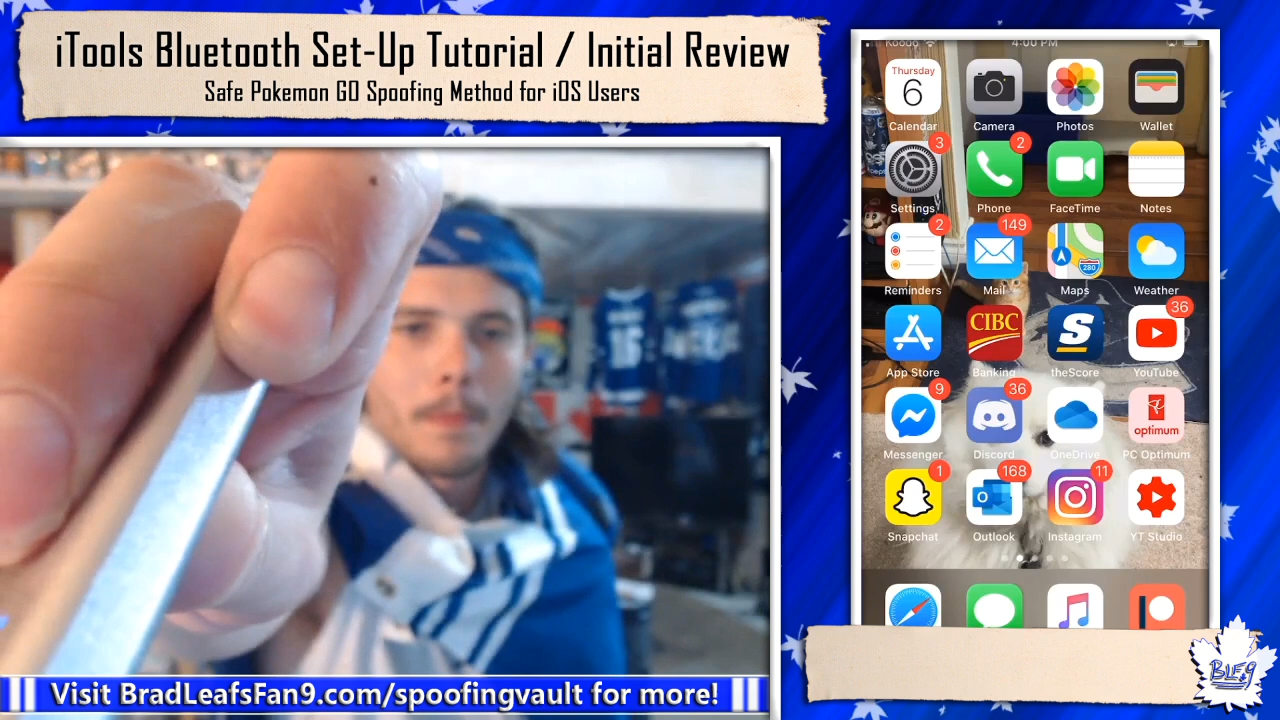 iTools Bluetooth Set-Up Tutorial / Initial Review
Safe Pokemon GO Spoofing Method for iOS Users
Koodo 4:00 PM
Thursday
6
Calendar Camera Photos Wallet
3 2
Settings Phone FaceTime Notes
2 149
280
Reminders Mail Maps Weather
CIBC S 36
App Store Banking theScore YouTube
9 36
optimum
Messenger Discord OneDrive PC Optimum
1 168 11
Snapchat Outlook Instagram YT Studio
16
Visit BradLeafsFan9.com/spoofingvault for more!
BLF9